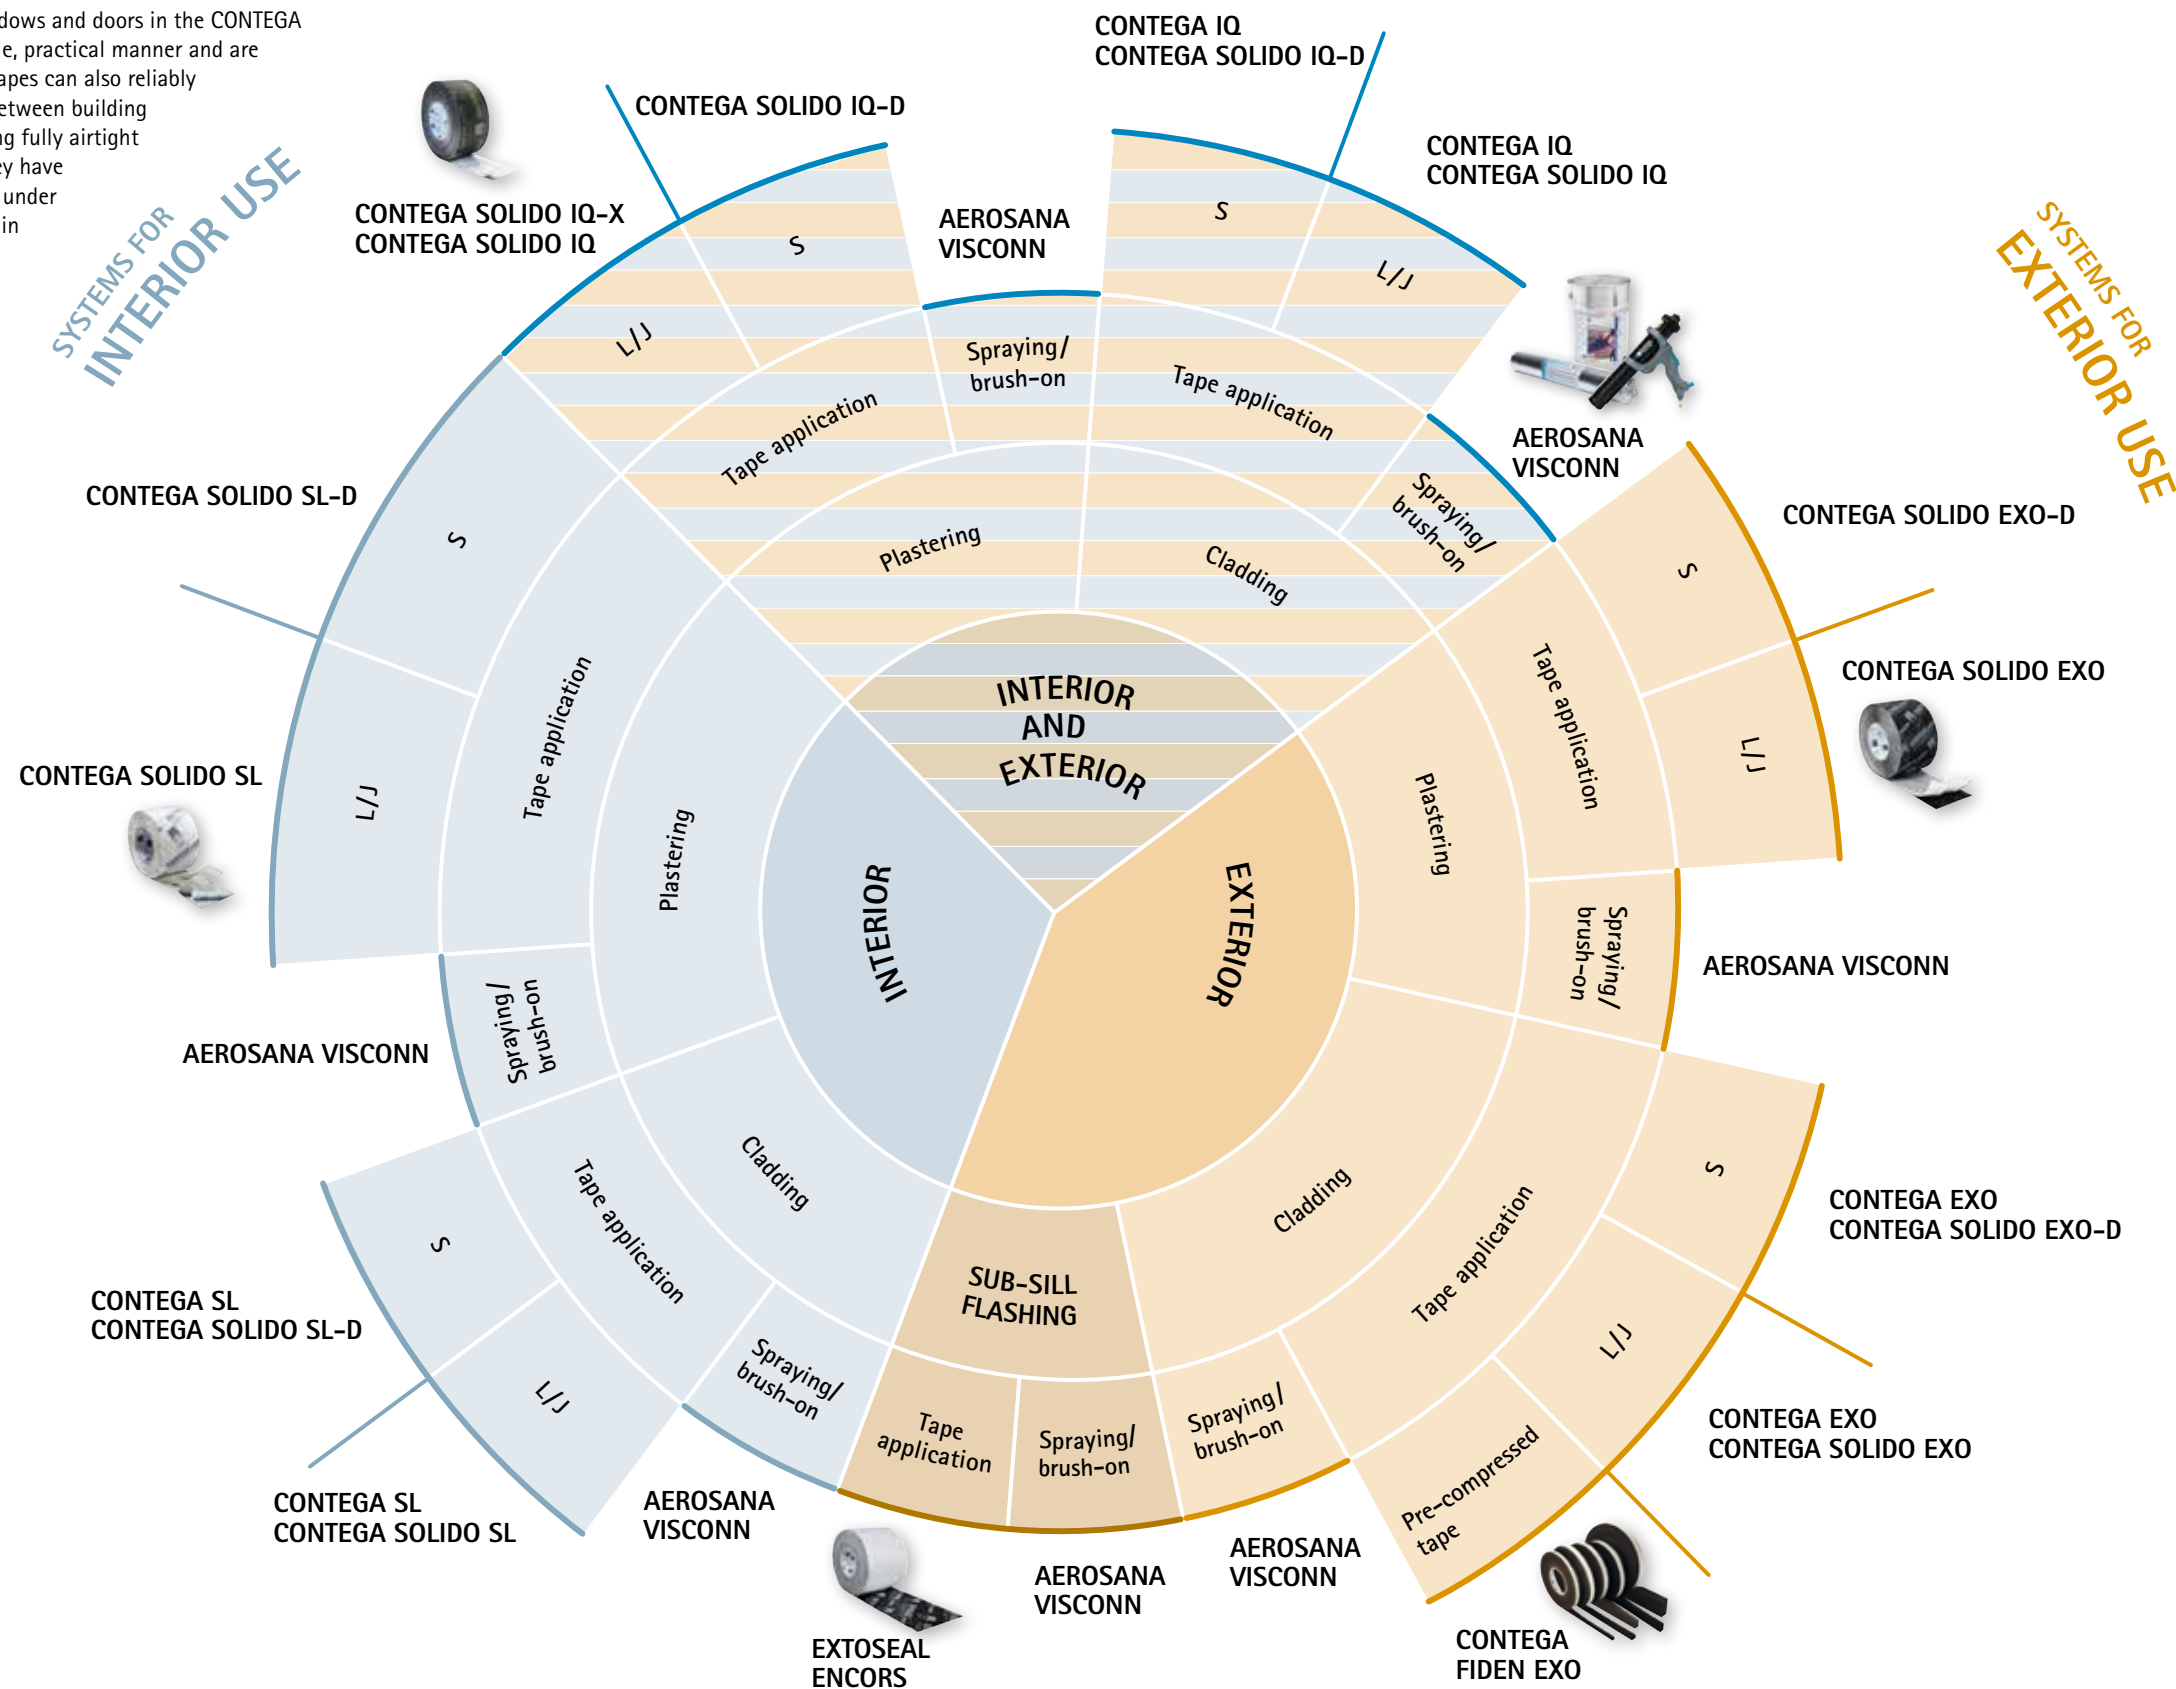 dows and doors in the CONTEGA
e, practical manner and are
apes can also reliably
etween building
ng fully airtight
ey have
under
in
SYSTEMS FOR
INTERIOR USE
SYSTEMS FOR
EXTERIOR USE
CONTEGA IQ
CONTEGA SOLIDO IQ-D
CONTEGA SOLIDO IQ-D
CONTEGA IQ
CONTEGA SOLIDO IQ
CONTEGA SOLIDO IQ-X
CONTEGA SOLIDO IQ
AEROSANA
VISCONN
S
S
L/J
L/J
Spraying/
brush-on
Tape application
Tape application
AEROSANA
VISCONN
Spraying/
brush-on
Plastering
Cladding
INTERIOR
AND
EXTERIOR
CONTEGA SOLIDO SL-D
S
L/J
CONTEGA SOLIDO SL
Tape application
Plastering
Spraying/
brush-on
AEROSANA VISCONN
INTERIOR
Cladding
Tape application
S
L/J
CONTEGA SL
CONTEGA SOLIDO SL-D
CONTEGA SL
CONTEGA SOLIDO SL
Spraying/
brush-on
AEROSANA
VISCONN
EXTERIOR
CONTEGA SOLIDO EXO-D
S
L/J
CONTEGA SOLIDO EXO
Tape application
Plastering
Spraying/
brush-on
AEROSANA VISCONN
Cladding
Tape application
S
CONTEGA EXO
CONTEGA SOLIDO EXO-D
L/J
CONTEGA EXO
CONTEGA SOLIDO EXO
Pre-compressed
tape
CONTEGA
FIDEN EXO
Spraying/
brush-on
AEROSANA
VISCONN
SUB-SILL
FLASHING
Tape
application
Spraying/
brush-on
AEROSANA
VISCONN
EXTOSEAL
ENCORS